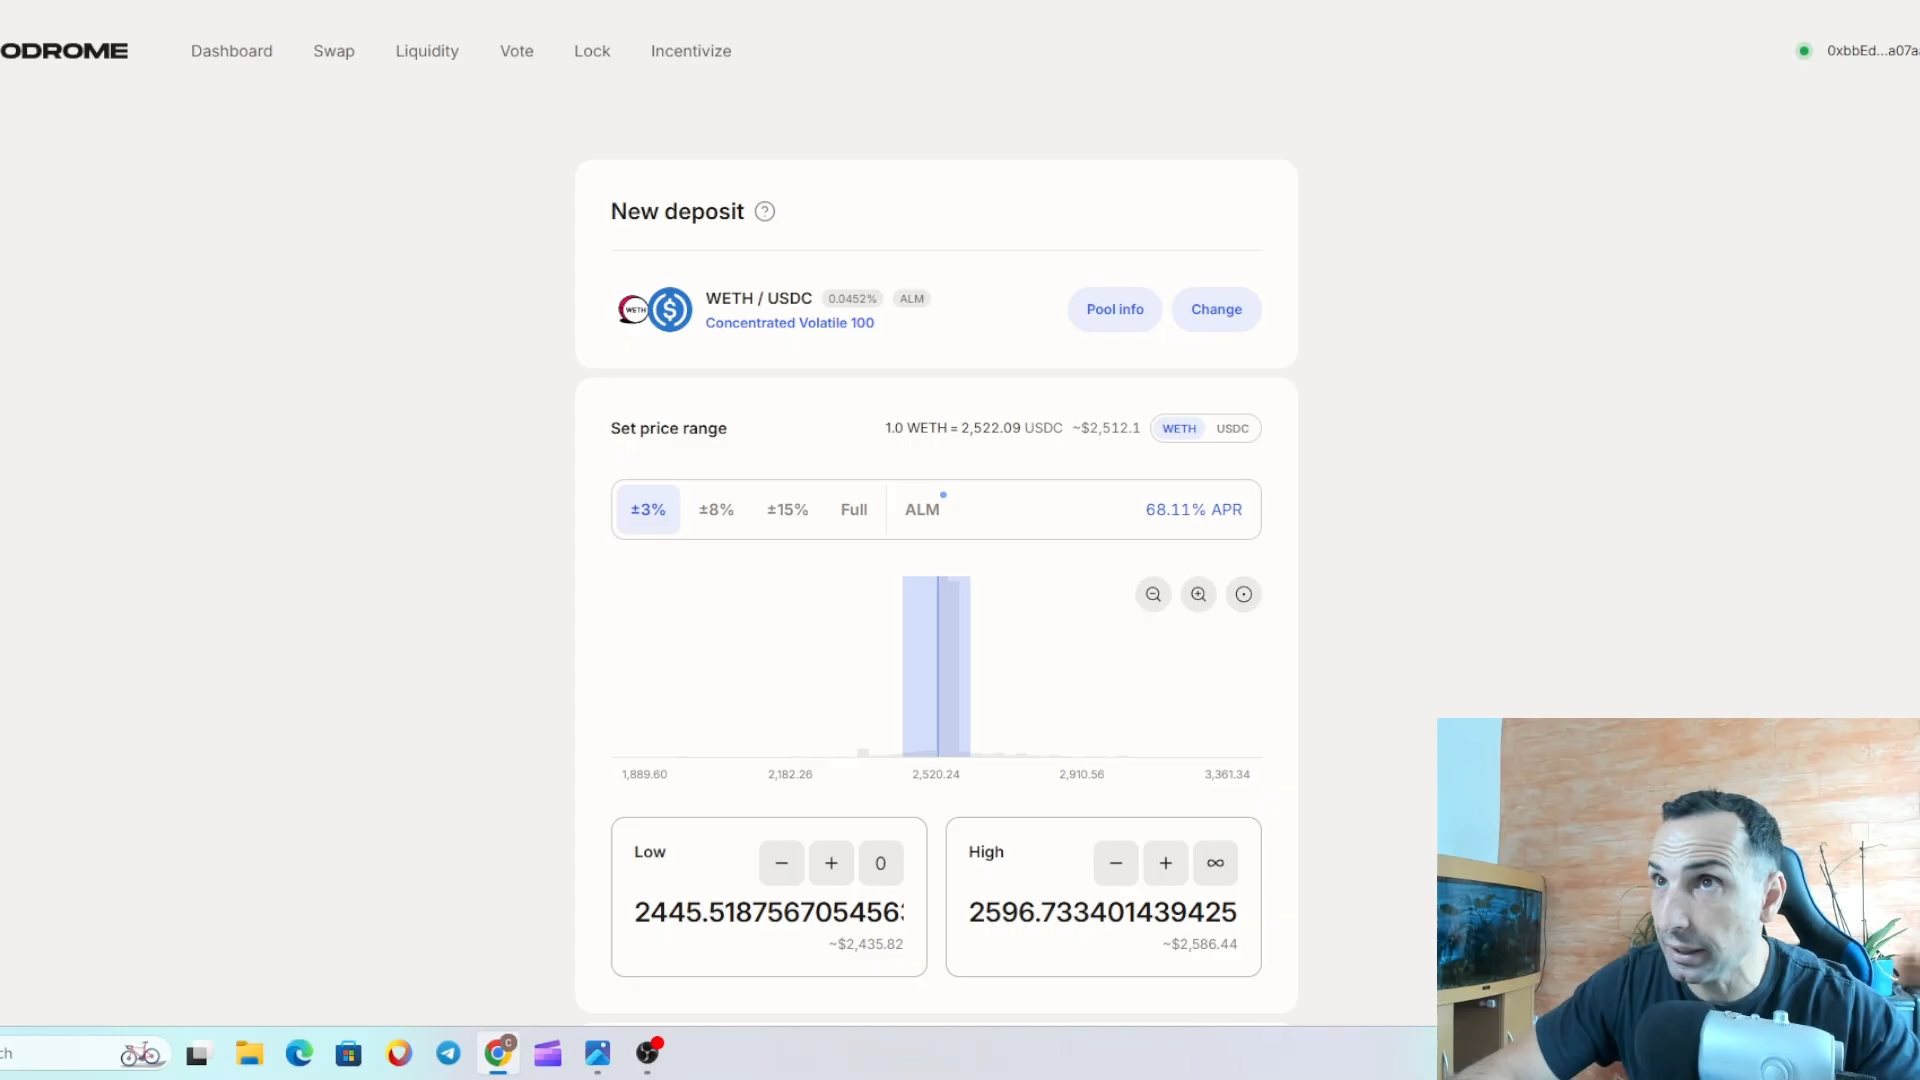 ODROME
Dashboard Swap Liquidity Vote Lock Incentivize
0xbbEd...a07a
New deposit ?
WETH
WETH / USDC 0.0452% ALM
Concentrated Volatile 100
Pool info Change
Set price range
1.0 WETH = 2,522.09 USDC ~$2,512.1 WETH USDC
±3% ±8% ±15% Full ALM 68.11% APR
1,889.60 2,182.26 2,520.24 2,910.56 3,361.34
Low − + 0
2445.518756705456
~$2,435.82
High − + ∞
2596.733401439425
~$2,586.44
ch
C